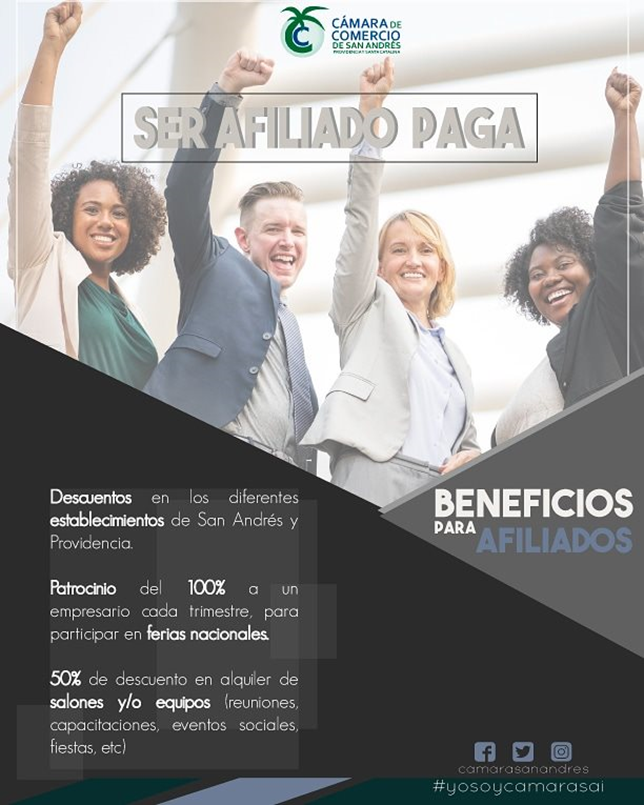 CÁMARA DE
COMERCIO
DE SAN ANDRÉS
PROVIDENCIA Y SANTA CATALINA
SER AFILIADO PAGA
Descuentos en los diferentes
establecimientos de San Andrés y
Providencia.
Patrocinio del 100% a un
empresario cada trimestre, para
participar en ferias nacionales.
50% de descuento en alquiler de
salones y/o equipos (reuniones,
capacitaciones, eventos sociales,
fiestas, etc)
BENEFICIOS
PARA
AFILIADOS
camarasanandres
#yosoycamarasai